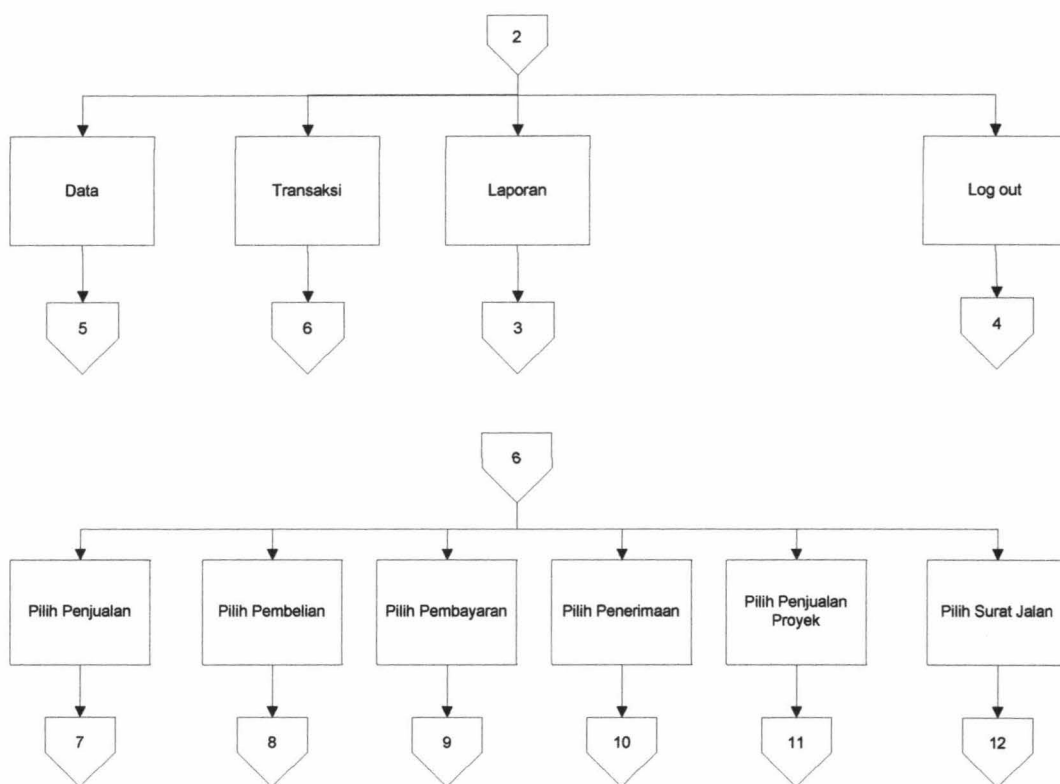 2
Data
Transaksi
Laporan
Log out
5
6
3
4
6
Pilih Penjualan
Pilih Pembelian
Pilih Pembayaran
Pilih Penerimaan
Pilih Penjualan
Proyek
Pilih Surat Jalan
7
8
9
10
11
12